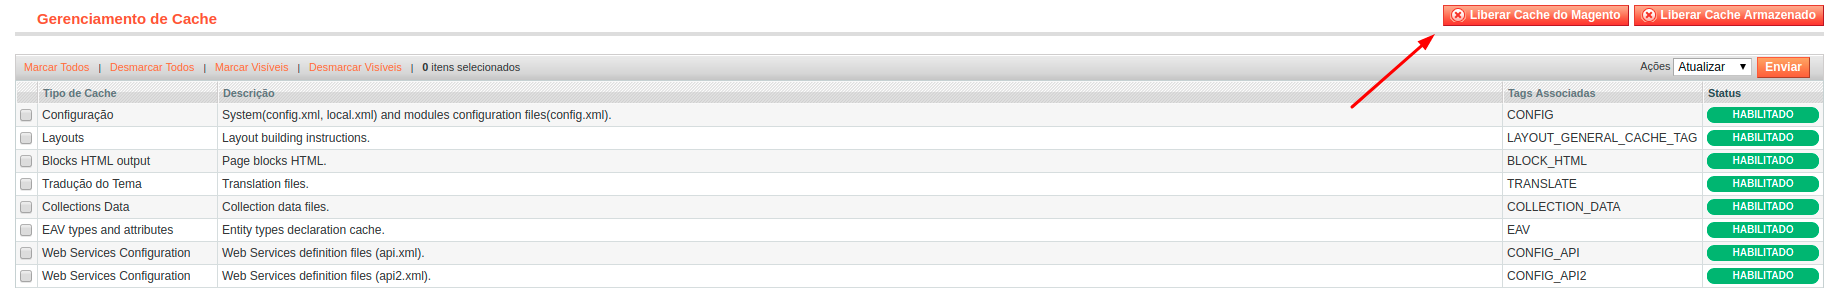 Gerenciamento de Cache
Liberar Cache do Magento Liberar Cache Armazenado
Marcar Todos | Desmarcar Todos | Marcar Visíveis | Desmarcar Visíveis | 0 itens selecionados Ações Atualizar Enviar
Tipo de Cache Descrição Tags Associadas Status
Configuração System(config.xml, local.xml) and modules configuration files(config.xml). CONFIG HABILITADO
Layouts Layout building instructions. LAYOUT_GENERAL_CACHE_TAG HABILITADO
Blocks HTML output Page blocks HTML. BLOCK_HTML HABILITADO
Tradução do Tema Translation files. TRANSLATE HABILITADO
Collections Data Collection data files. COLLECTION_DATA HABILITADO
EAV types and attributes Entity types declaration cache. EAV HABILITADO
Web Services Configuration Web Services definition files (api.xml). CONFIG_API HABILITADO
Web Services Configuration Web Services definition files (api2.xml). CONFIG_API2 HABILITADO